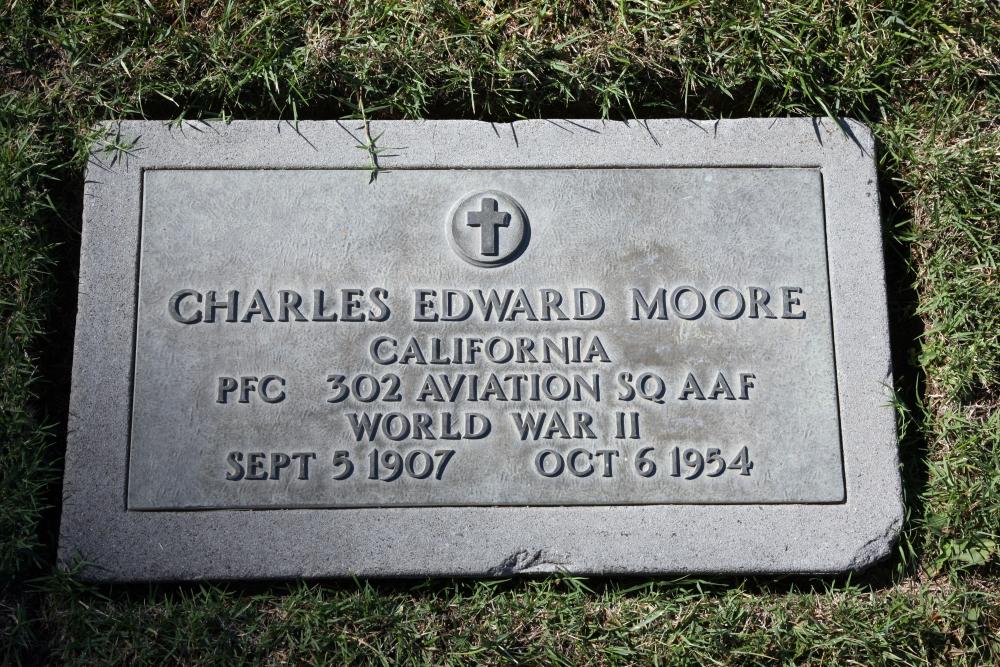 CHARLES EDWARD MOORE
CALIFORNIA
PFC 302 AVIATION SQ AAF
WORLD WAR II
SEPT 5 1907 OCT 6 1954